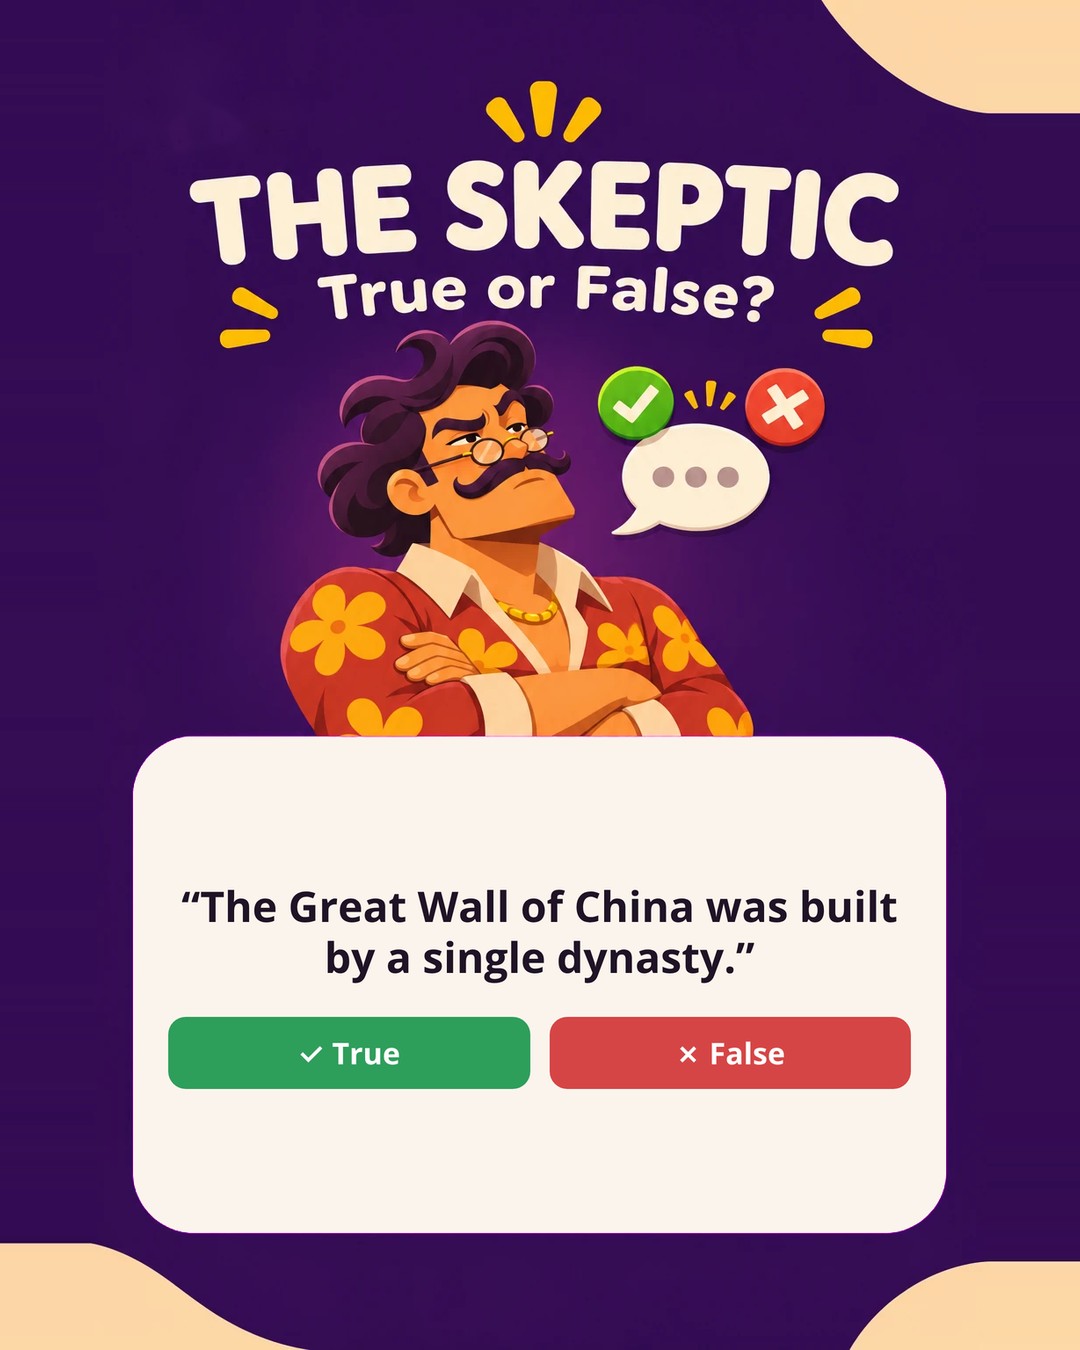 THE SKEPTIC
True or False?
“The Great Wall of China was built
by a single dynasty.”
✓ True
× False